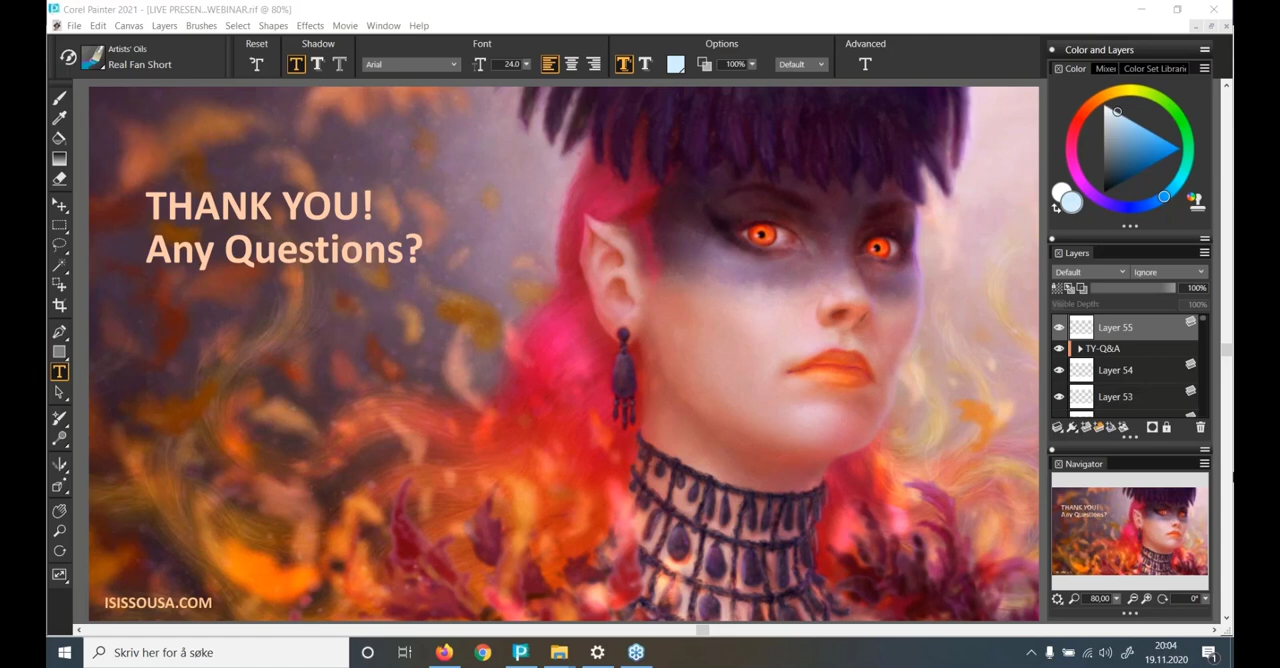 Corel Painter 2021 - [LIVE PRESEN...WEBINAR.rif @ 80%]
File Edit Canvas Layers Brushes Select Shapes Effects Movie Window Help
Artists' Oils
Real Fan Short
Reset
Shadow
Font
Arial
24.0
Options
100%
Default
Advanced
Color and Layers
Color Mixer Color Set Librarie
THANK YOU!
Any Questions?
ISISSOUSA.COM
Layers
Default Ignore
100%
Visible Depth: 100%
Layer 55
TY-Q&A
Layer 54
Layer 53
Navigator
THANK YOU!
Any Questions?
80,00 0°
Skriv her for å søke
20:04
19.11.2020
1